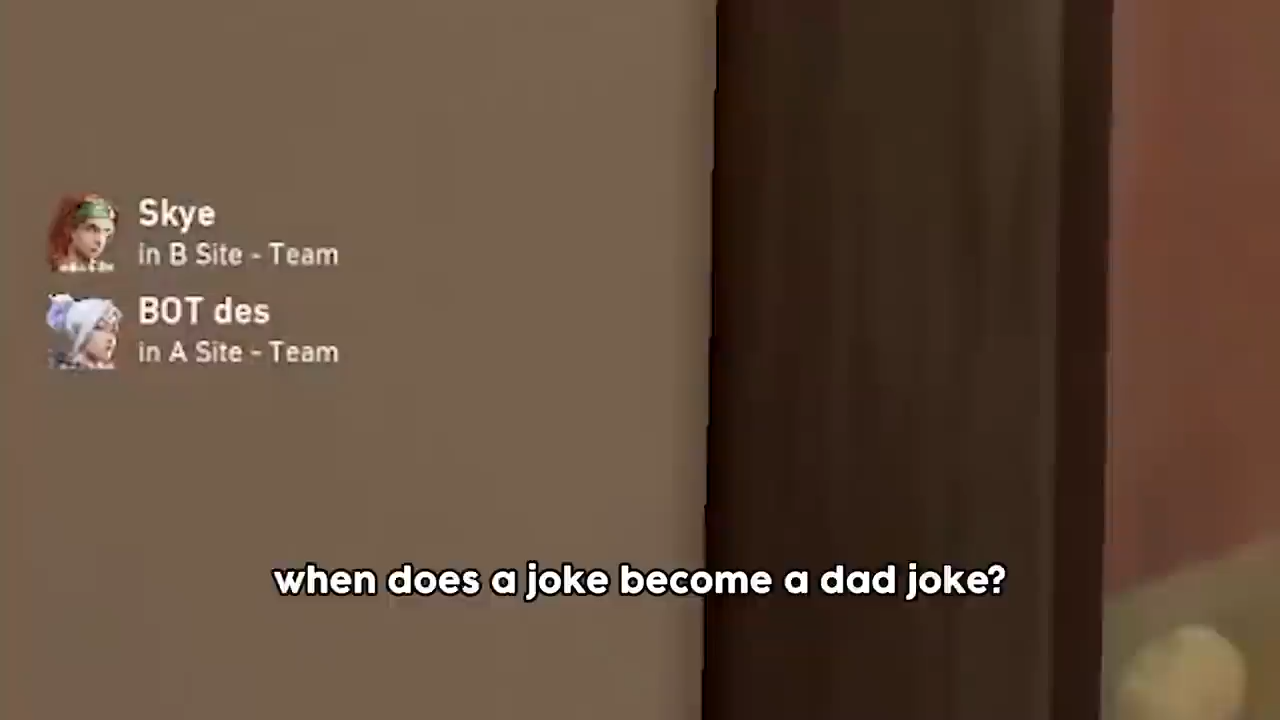 Skye
in B Site - Team
BOT des
in A Site - Team
when does a joke become a dad joke?